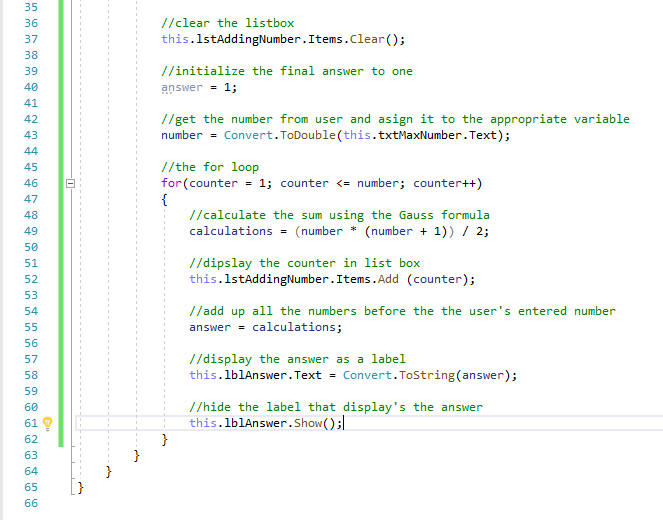 35
36 //clear the listbox
37 this.lstAddingNumber.Items.Clear();
38
39 //initialize the final answer to one
40 answer = 1;
41
42 //get the number from user and asign it to the appropriate variable
43 number = Convert.ToDouble(this.txtMaxNumber.Text);
44
45 //the for loop
46 for(counter = 1; counter <= number; counter++)
47 {
48 //calculate the sum using the Gauss formula
49 calculations = (number * (number + 1)) / 2;
50
51 //dipslay the counter in list box
52 this.lstAddingNumber.Items.Add (counter);
53
54 //add up all the numbers before the the user's entered number
55 answer = calculations;
56
57 //display the answer as a label
58 this.lblAnswer.Text = Convert.ToString(answer);
59
60 //hide the label that display's the answer
61 this.lblAnswer.Show();
62 }
63 }
64 }
65 }
66